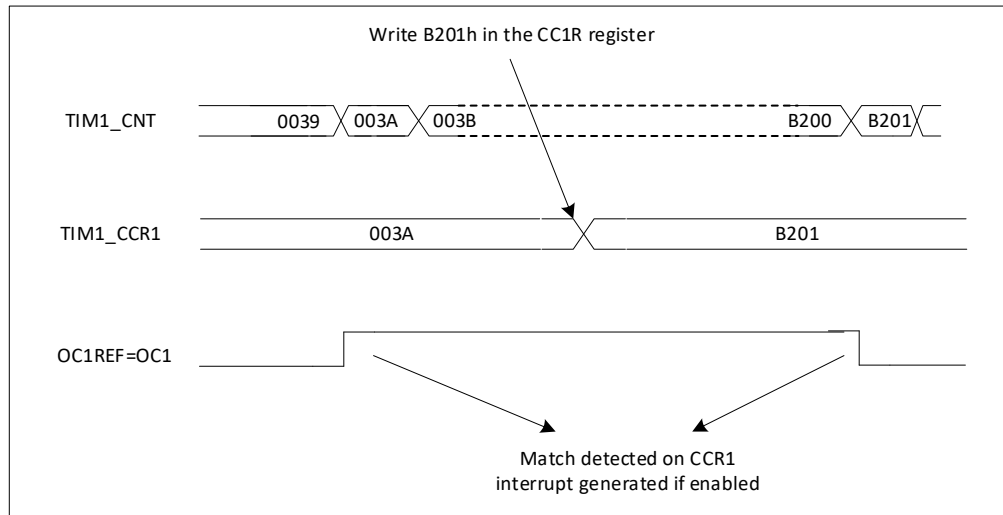 Write B201h in the CC1R register
TIM1_CNT
0039
003A
003B
B200
B201
TIM1_CCR1
003A
B201
OC1REF=OC1
Match detected on CCR1
interrupt generated if enabled